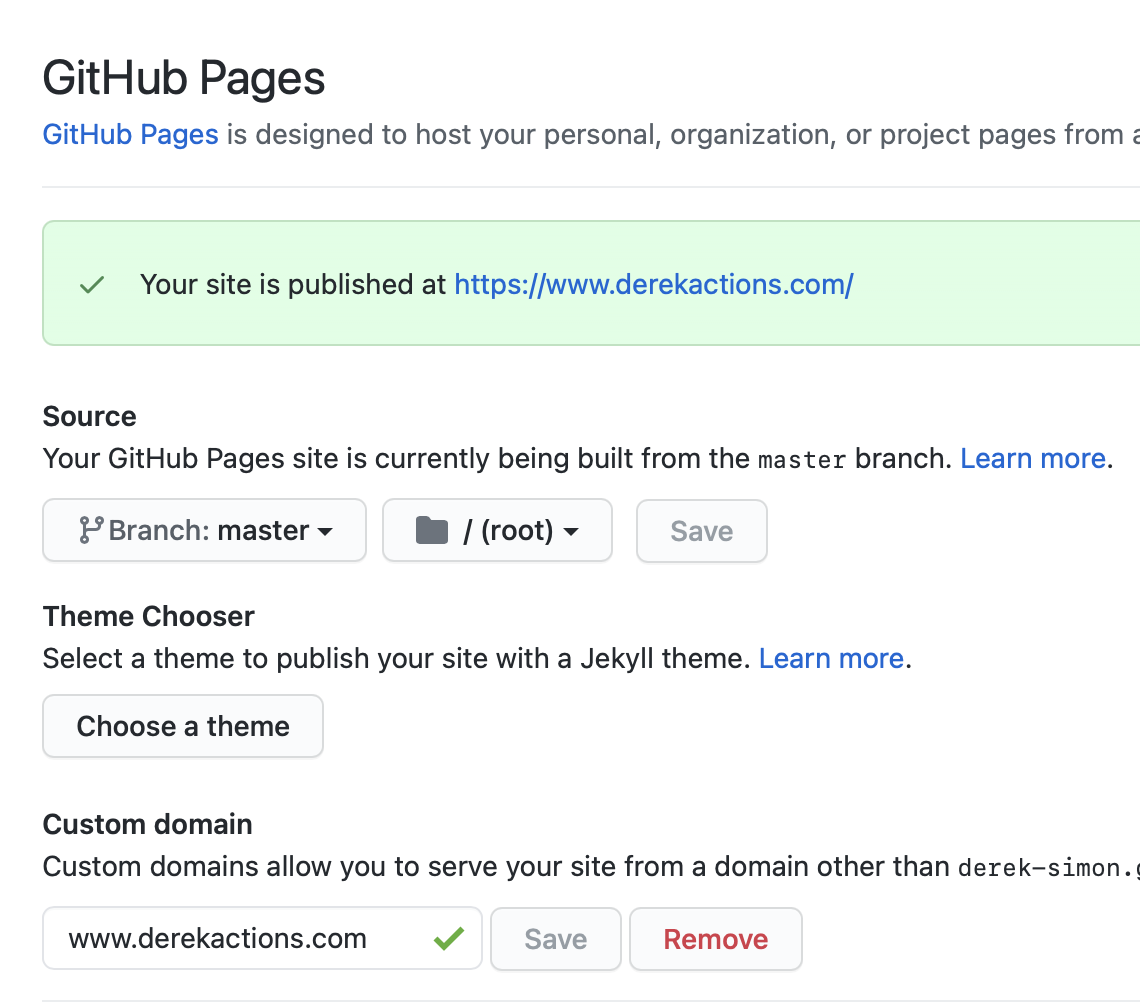 GitHub Pages
GitHub Pages is designed to host your personal, organization, or project pages from a
Your site is published at https://www.derekactions.com/
Source
Your GitHub Pages site is currently being built from the master branch. Learn more.
Branch: master / (root) Save
Theme Chooser
Select a theme to publish your site with a Jekyll theme. Learn more.
Choose a theme
Custom domain
Custom domains allow you to serve your site from a domain other than derek-simon.g
www.derekactions.com Save Remove